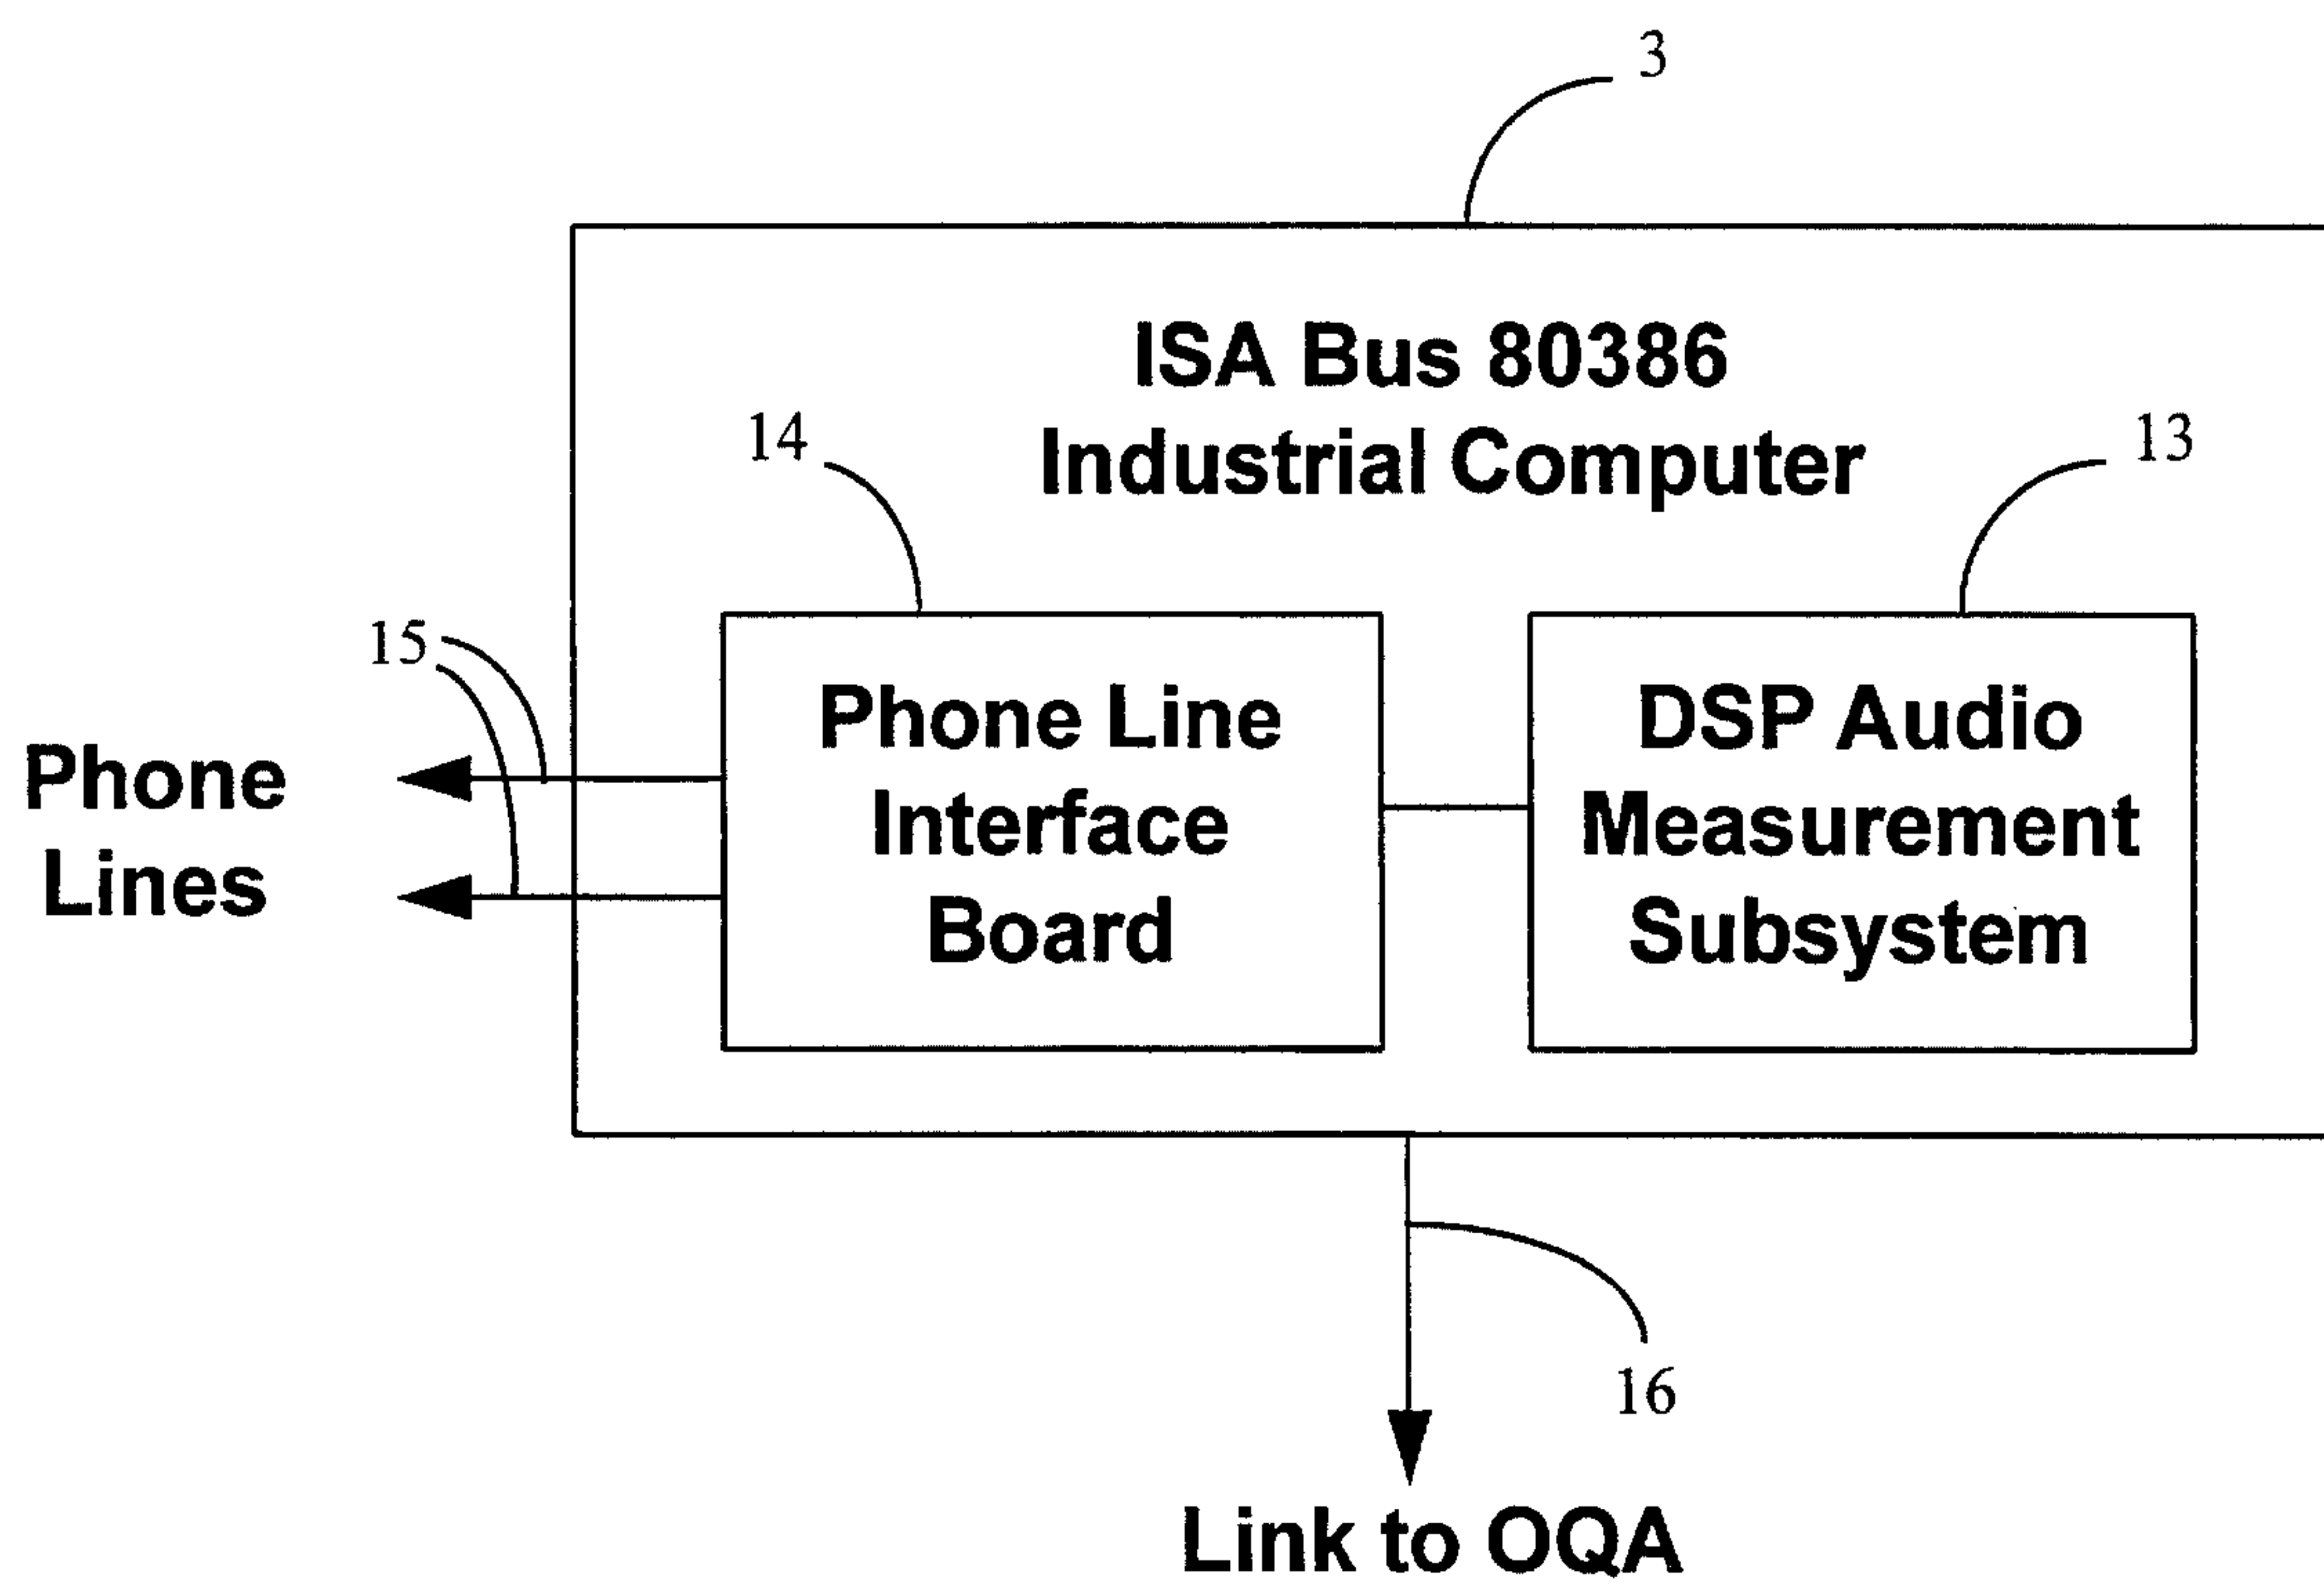 3
ISA Bus 80386
Industrial Computer
14
13
15
Phone
Lines
Phone Line
Interface
Board
DSP Audio
Measurement
Subsystem
16
Link to OQA